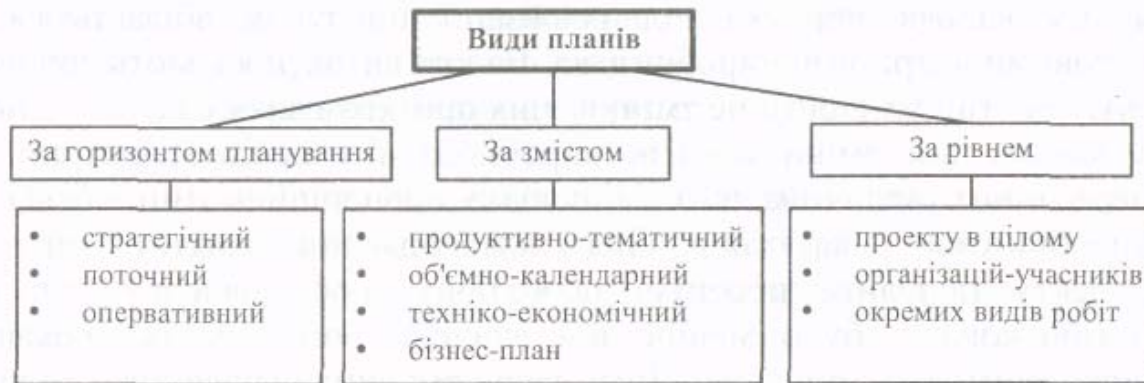 Види планів
За горизонтом планування
За змістом
За рівнем
• стратегічний
• поточний
• оперативний
• продуктивно-тематичний
• об'ємно-календарний
• техніко-економічний
• бізнес-план
• проекту в цілому
• організацій-учасників
• окремих видів робіт